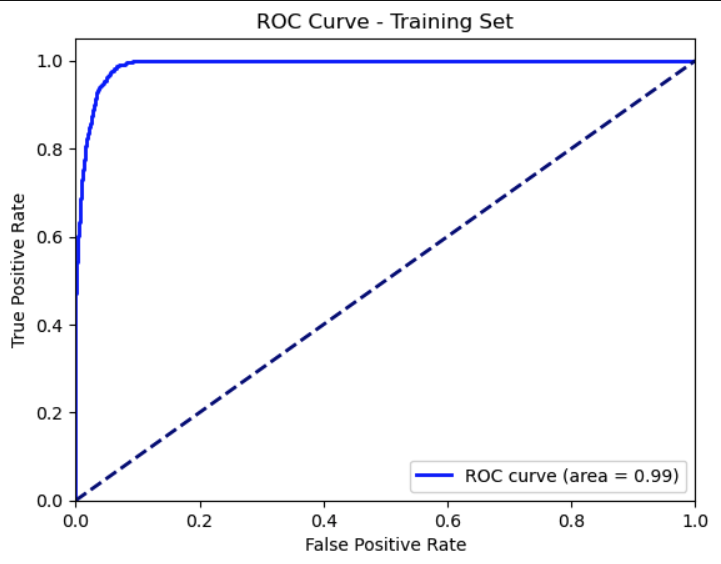 ROC Curve - Training Set
True Positive Rate
1.0
0.8
0.6
0.4
0.2
0.0
ROC curve (area = 0.99)
0.0 0.2 0.4 0.6 0.8 1.0
False Positive Rate